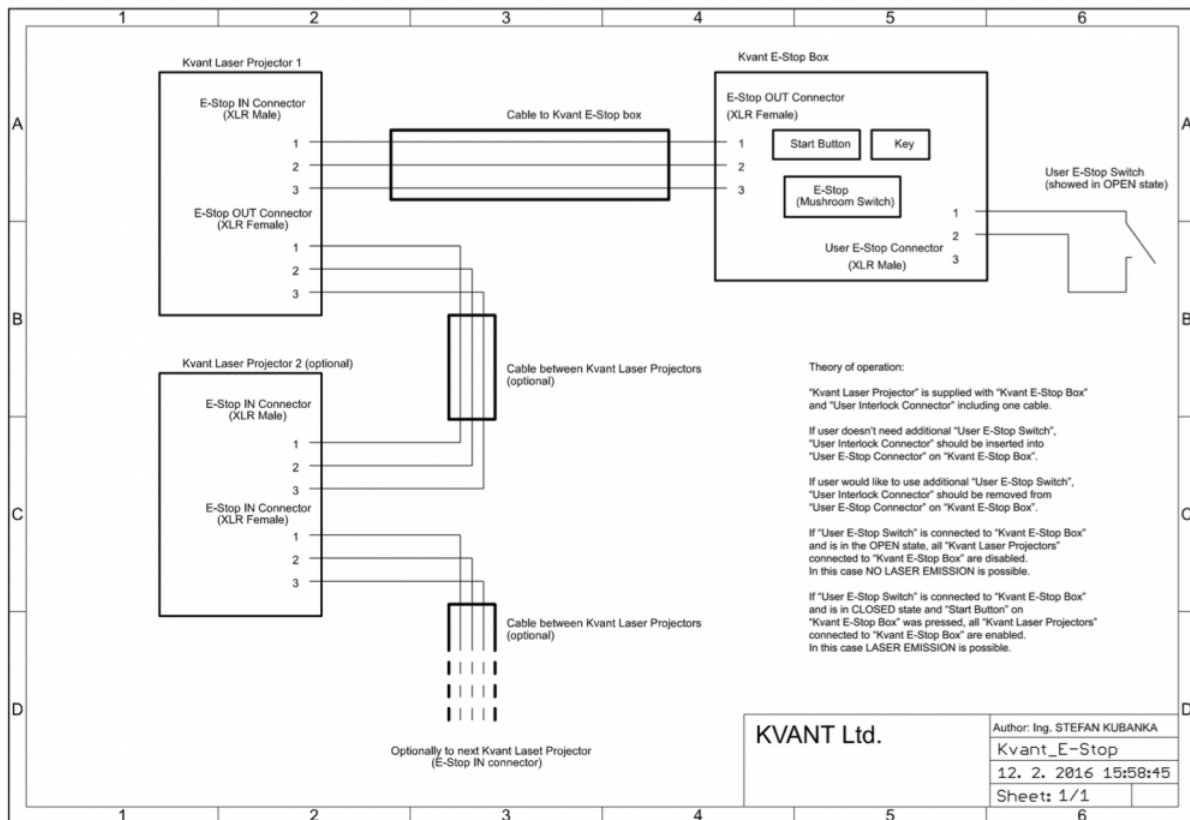 1 2 3 4 5 6
A A
B B
C C
D D
Kvant Laser Projector 1
E-Stop IN Connector
(XLR Male)
1
2
3
E-Stop OUT Connector
(XLR Female)
1
2
3
Cable to Kvant E-Stop box
Kvant E-Stop Box
E-Stop OUT Connector
(XLR Female)
1
2
3
Start Button
Key
E-Stop
(Mushroom Switch)
1
2
3
User E-Stop Connector
(XLR Male)
User E-Stop Switch
(showed in OPEN state)
Cable between Kvant Laser Projectors
(optional)
Kvant Laser Projector 2 (optional)
E-Stop IN Connector
(XLR Male)
1
2
3
E-Stop IN Connector
(XLR Female)
1
2
3
Cable between Kvant Laser Projectors
(optional)
Optionally to next Kvant Laset Projector
(E-Stop IN connector)
Theory of operation:
"Kvant Laser Projector" is supplied with "Kvant E-Stop Box"
and "User Interlock Connector" including one cable.
If user doesn't need additional "User E-Stop Switch",
"User Interlock Connector" should be inserted into
"User E-Stop Connector" on "Kvant E-Stop Box".
If user would like to use additional "User E-Stop Switch",
"User Interlock Connector" should be removed from
"User E-Stop Connector" on "Kvant E-Stop Box".
If "User E-Stop Switch" is connected to "Kvant E-Stop Box"
and is in the OPEN state, all "Kvant Laser Projectors"
connected to "Kvant E-Stop Box" are disabled.
In this case NO LASER EMISSION is possible.
If "User E-Stop Switch" is connected to "Kvant E-Stop Box"
and is in CLOSED state and "Start Button" on
"Kvant E-Stop Box" was pressed, all "Kvant Laser Projectors"
connected to "Kvant E-Stop Box" are enabled.
In this case LASER EMISSION is possible.
KVANT Ltd.
Author: Ing. STEFAN KUBANKA
Kvant_E-Stop
12. 2. 2016 15:58:45
Sheet: 1/1
1 2 3 4 5 6